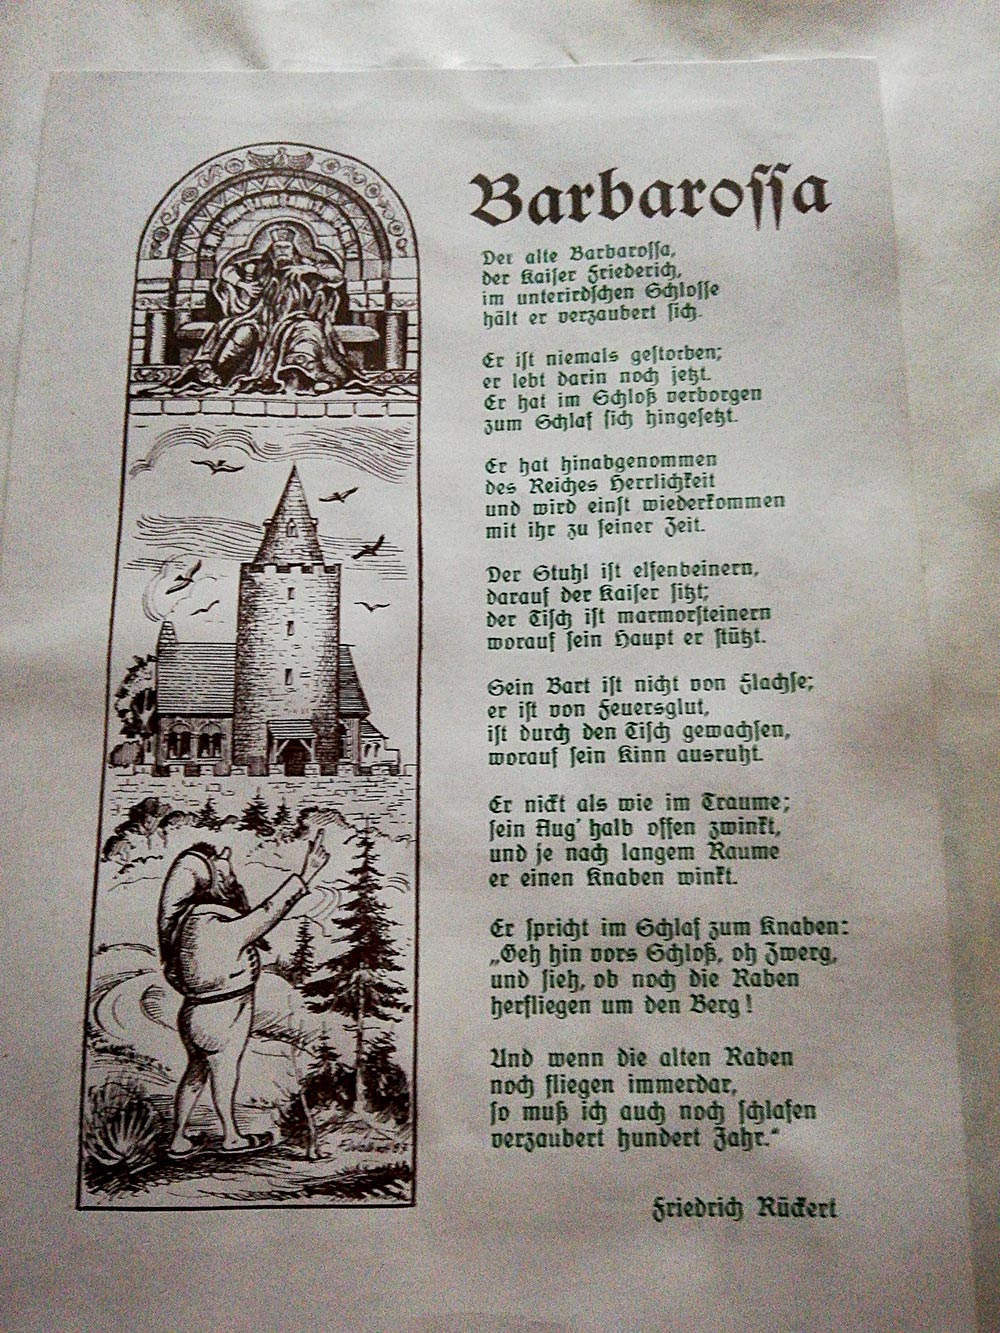 Barbarossa
Der alte Barbarossa,
der Kaiser Friederich,
im unterirdschen Schlosse
hält er verzaubert sich.
Er ist niemals gestorben;
er lebt darin noch jetzt.
Er hat im Schloß verborgen
zum Schlaf sich hingesetzt.
Er hat hinabgenommen
des Reiches Herrlichkeit
und wird einst wiederkommen
mit ihr zu seiner Zeit.
Der Stuhl ist elfenbeinern,
darauf der Kaiser sitzt;
der Tisch ist marmorsteinern
worauf sein Haupt er stützt.
Sein Bart ist nicht von Flachse;
er ist von Feuersglut,
ist durch den Tisch gewachsen,
worauf sein Kinn ausruht.
Er nickt als wie im Traume;
sein Aug' halb offen zwinkt,
und je nach langem Raume
er einen Knaben winkt.
Er spricht im Schlaf zum Knaben:
„Geh hin vors Schloß, oh Zwerg,
und sieh, ob noch die Raben
herfliegen um den Berg!
Und wenn die alten Raben
noch fliegen immerdar,
so muß ich auch noch schlafen
verzaubert hundert Jahr.“
Friedrich Rückert